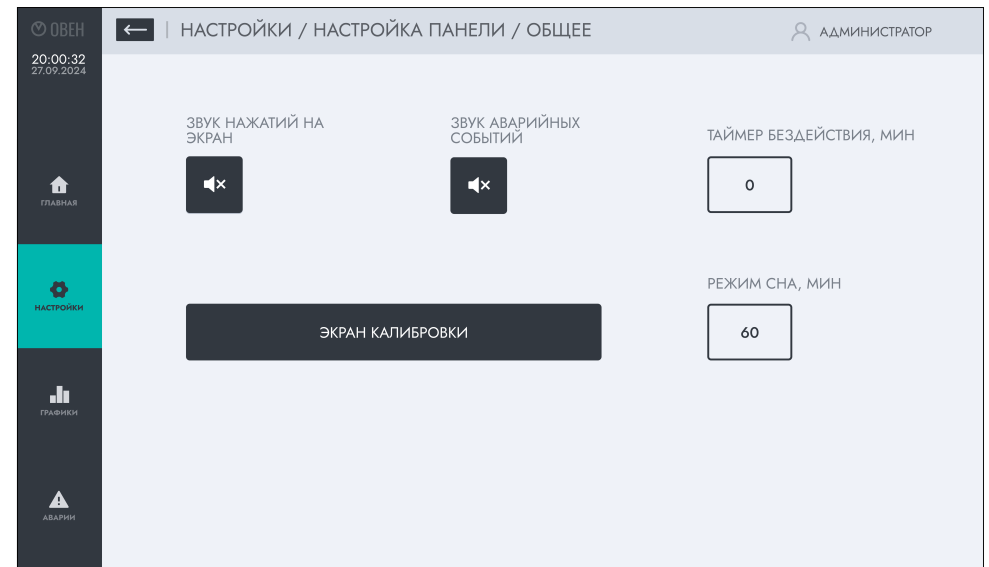 ОВЕН
НАСТРОЙКИ / НАСТРОЙКА ПАНЕЛИ / ОБЩЕЕ
АДМИНИСТРАТОР
20:00:32
27.09.2024
ГЛАВНАЯ
НАСТРОЙКИ
ГРАФИКИ
АВАРИИ
ЗВУК НАЖАТИЙ НА
ЭКРАН
ЗВУК АВАРИЙНЫХ
СОБЫТИЙ
ТАЙМЕР БЕЗДЕЙСТВИЯ, МИН
0
ЭКРАН КАЛИБРОВКИ
РЕЖИМ СНА, МИН
60